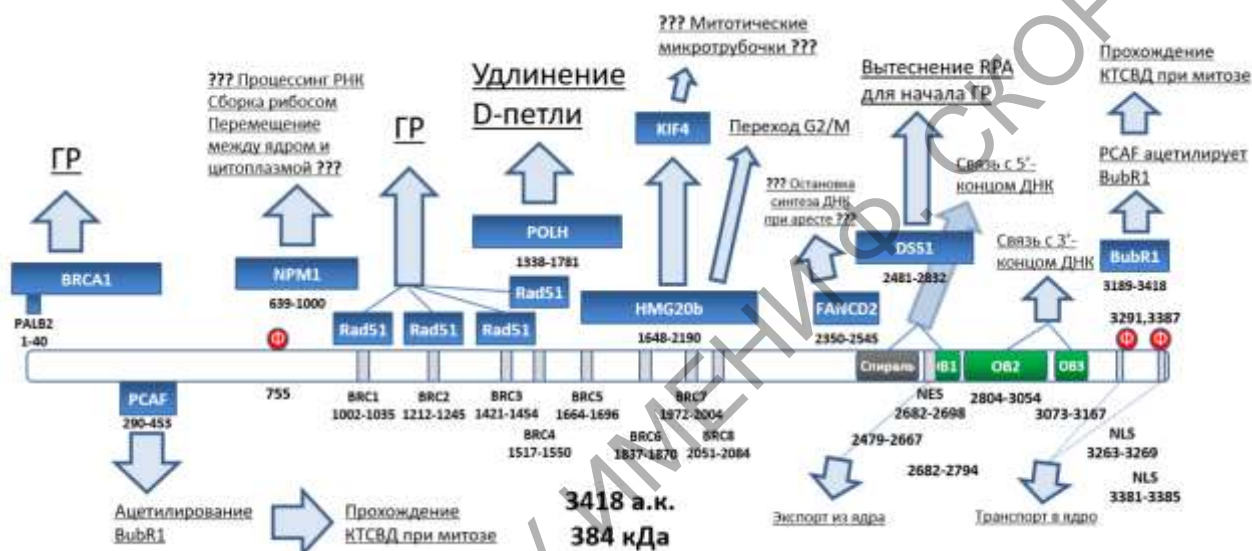 ??? Митотические
микротрубочки ???
Прохождение
КТСВД при митозе
??? Процессинг РНК
Сборка рибосом
Перемещение
между ядром и
цитоплазмой ???
Удлинение
D-петли
Вытеснение RPA
для начала ГР
ГР
ГР
KIF4
Переход G2/M
PCAF ацетилирует
BubR1
Связь с 5'-
концом ДНК
??? Остановка
синтеза ДНК
при аресте ???
Связь с 3'-
концом ДНК
BRCA1
NPM1
639-1000
POLH
1338-1781
DSS1
2481-2832
BubR1
3189-3418
PALB2
1-40
Rad51
Rad51
Rad51
Rad51
HMG20b
1648-2190
FANCD2
2350-2545
3291,3387
Ф
Ф
Ф
Спираль
OB1
OB2
OB3
PCAF
290-453
755
BRC1
1002-1035
BRC2
1212-1245
BRC3
1421-1454
BRC4
1517-1550
BRC5
1664-1696
BRC6
1837-1870
BRC7
1972-2004
BRC8
2051-2084
NES
2682-2698
2804-3054
3073-3167
2479-2667
2682-2794
NLS
3263-3269
NLS
3381-3385
Ацетилирование
BubR1
Прохождение
КТСВД при митозе
3418 а.к.
384 кДа
Экспорт из ядра
Транспорт в ядро
ИМЕНИ Ф. СКОР